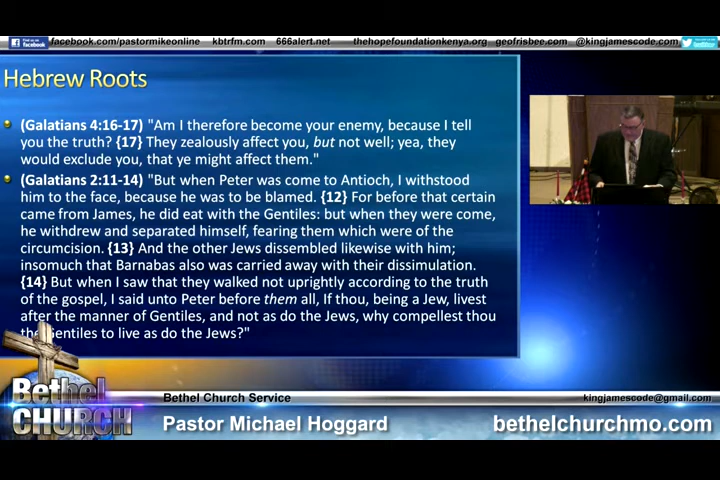 Find us on facebook
facebook.com/pastormikeonline kbtrfm.com 666alert.net thehopefoundationkenya.org geofrisbee.com @kingjamescode.com
Hebrew Roots
(Galatians 4:16-17) "Am I therefore become your enemy, because I tell
you the truth? {17} They zealously affect you, but not well; yea, they
would exclude you, that ye might affect them."
(Galatians 2:11-14) "But when Peter was come to Antioch, I withstood
him to the face, because he was to be blamed. {12} For before that certain
came from James, he did eat with the Gentiles: but when they were come,
he withdrew and separated himself, fearing them which were of the
circumcision. {13} And the other Jews dissembled likewise with him;
insomuch that Barnabas also was carried away with their dissimulation.
{14} But when I saw that they walked not uprightly according to the truth
of the gospel, I said unto Peter before them all, If thou, being a Jew, livest
after the manner of Gentiles, and not as do the Jews, why compellest thou
the Gentiles to live as do the Jews?"
Bethel
CHURCH
Bethel Church Service
kingjamescode@gmail.com
Pastor Michael Hoggard
bethelchurchmo.com